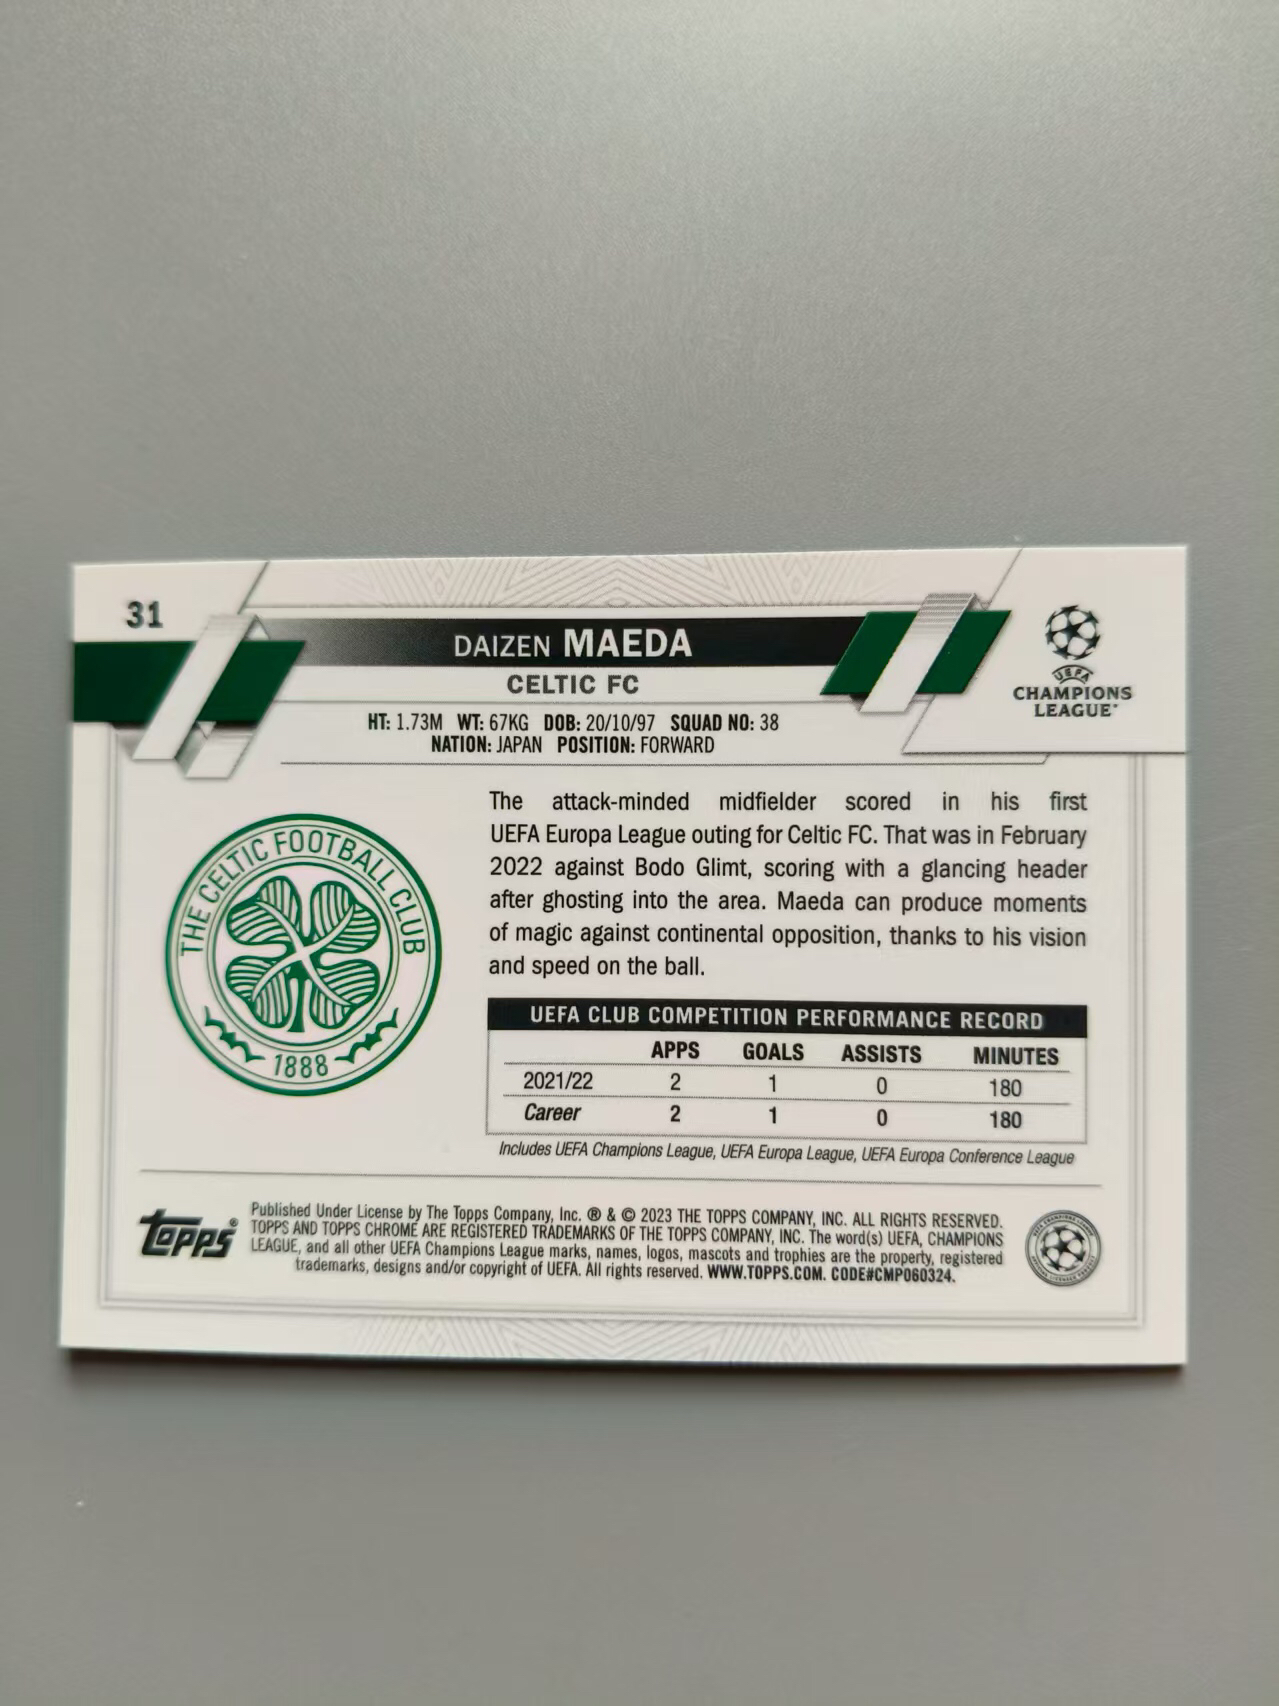 31
DAIZEN MAEDA
CELTIC FC
HT: 1.73M WT: 67KG DOB: 20/10/97 SQUAD NO: 38
NATION: JAPAN POSITION: FORWARD
UEFA
CHAMPIONS
LEAGUE
THE CELTIC FOOTBALL CLUB
1888
The attack-minded midfielder scored in his first
UEFA Europa League outing for Celtic FC. That was in February
2022 against Bodo Glimt, scoring with a glancing header
after ghosting into the area. Maeda can produce moments
of magic against continental opposition, thanks to his vision
and speed on the ball.
UEFA CLUB COMPETITION PERFORMANCE RECORD
APPS GOALS ASSISTS MINUTES
2021/22 2 1 0 180
Career 2 1 0 180
Includes UEFA Champions League, UEFA Europa League, UEFA Europa Conference League
Topps®
Published Under License by The Topps Company, Inc. ® & © 2023 THE TOPPS COMPANY, INC. ALL RIGHTS RESERVED.
TOPPS AND TOPPS CHROME ARE REGISTERED TRADEMARKS OF THE TOPPS COMPANY, INC. The word(s) UEFA, CHAMPIONS
LEAGUE, and all other UEFA Champions League marks, names, logos, mascots and trophies are the property, registered
trademarks, designs and/or copyright of UEFA. All rights reserved. WWW.TOPPS.COM. CODE#CMP060324.